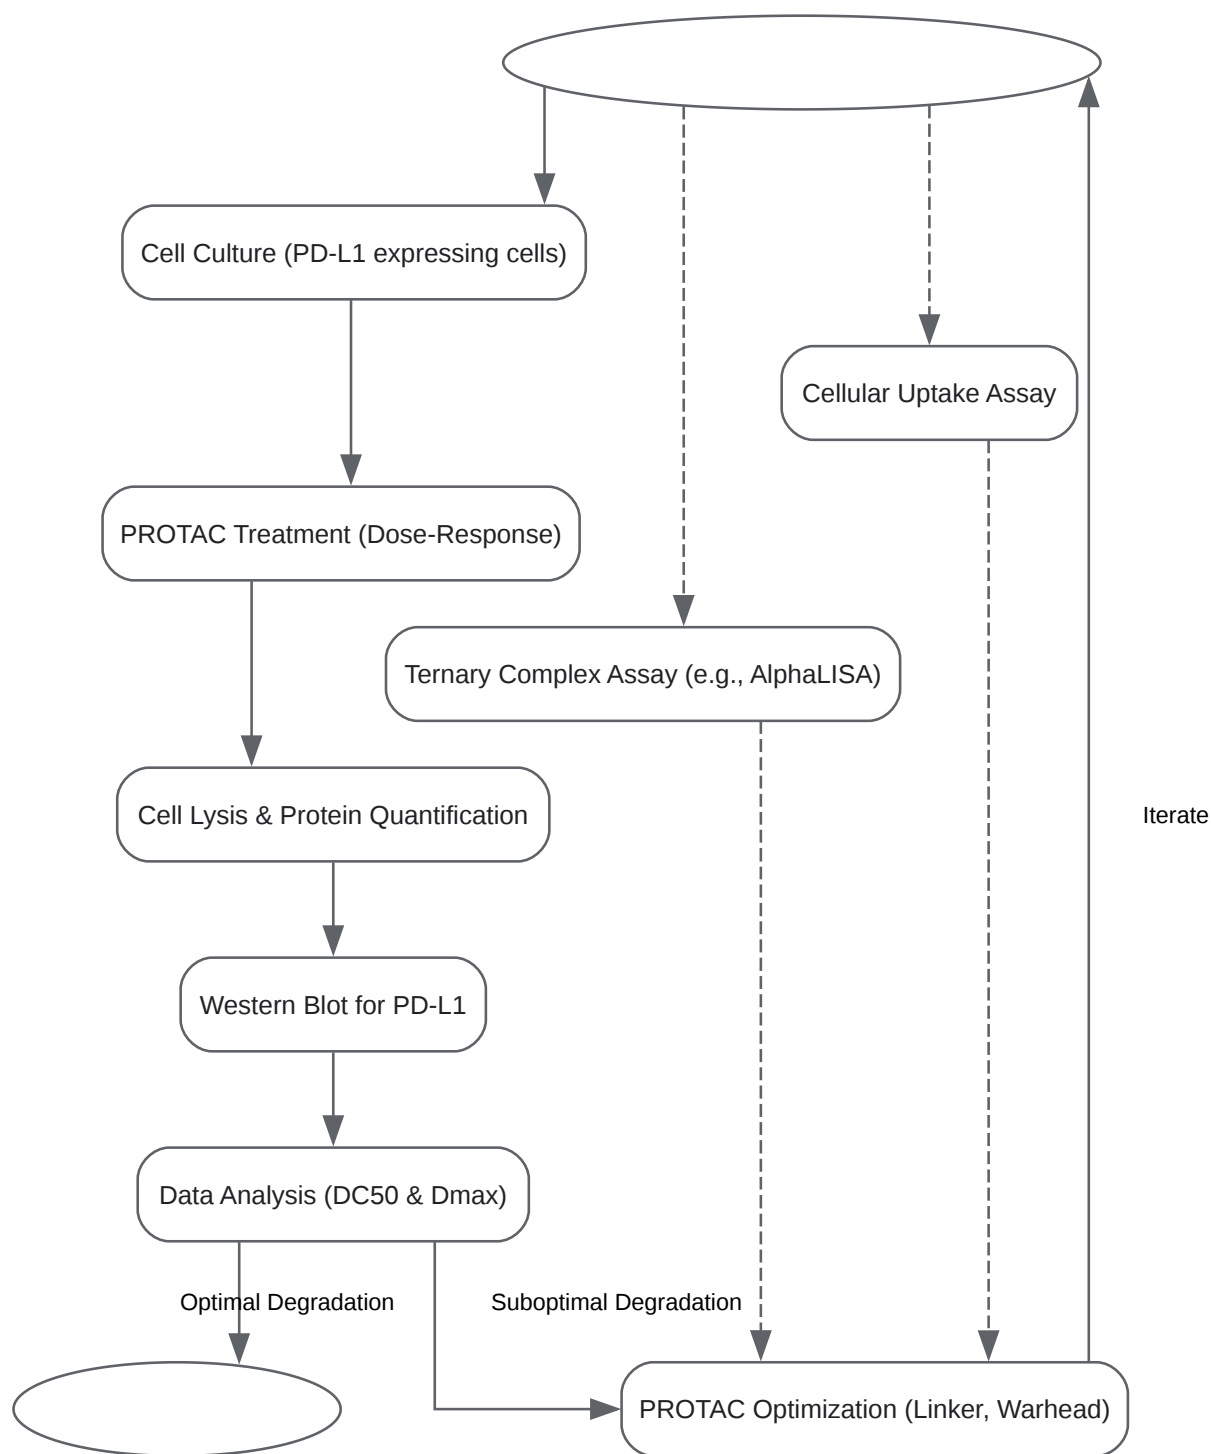 Cell Culture (PD-L1 expressing cells)
Cellular Uptake Assay
PROTAC Treatment (Dose-Response)
Ternary Complex Assay (e.g., AlphaLISA)
Cell Lysis & Protein Quantification
Iterate
Western Blot for PD-L1
Data Analysis (DC50 & Dmax)
Optimal Degradation
Suboptimal Degradation
PROTAC Optimization (Linker, Warhead)